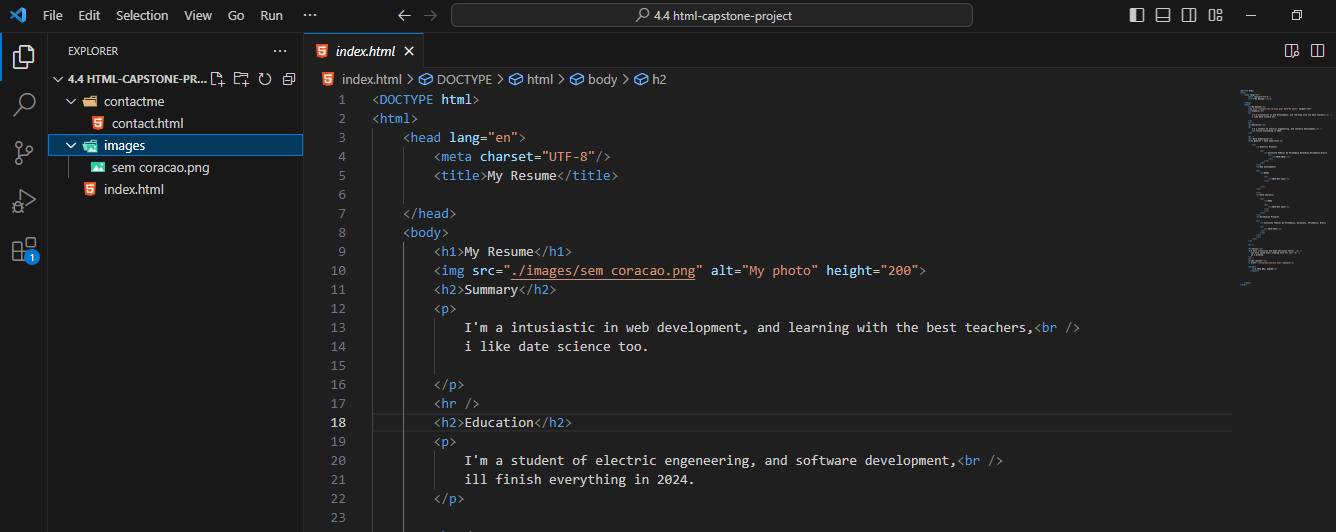 File Edit Selection View Go Run ··· 4.4 html-capstone-project
EXPLORER ···
4.4 HTML-CAPSTONE-PR...
contactme
contact.html
images
sem coracao.png
index.html
1
index.html
index.html > DOCTYPE > html > body > h2
1 <DOCTYPE html>
2 <html>
3 <head lang="en">
4 <meta charset="UTF-8"/>
5 <title>My Resume</title>
6
7 </head>
8 <body>
9 <h1>My Resume</h1>
10 <img src="./images/sem coracao.png" alt="My photo" height="200">
11 <h2>Summary</h2>
12 <p>
13 I'm a intusiastic in web development, and learning with the best teachers,<br />
14 i like date science too.
15
16 </p>
17 <hr />
18 <h2>Education</h2>
19 <p>
20 I'm a student of electric engeneering, and software development,<br />
21 ill finish everything in 2024.
22 </p>
23